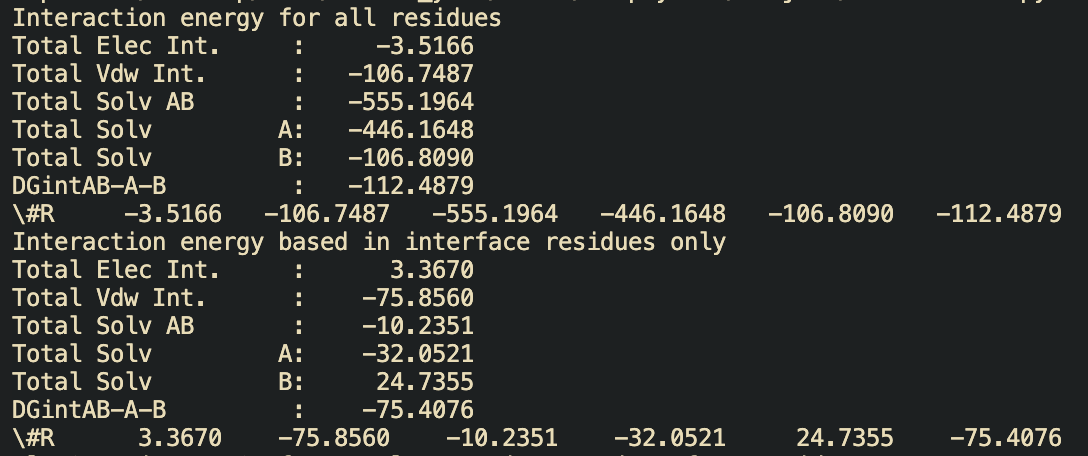 Interaction energy for all residues
Total Elec Int.      :     -3.5166
Total Vdw Int.       :   -106.7487
Total Solv AB        :   -555.1964
Total Solv         A:   -446.1648
Total Solv         B:   -106.8090
DGintAB-A-B         :   -112.4879
\#R     -3.5166   -106.7487   -555.1964   -446.1648   -106.8090   -112.4879
Interaction energy based in interface residues only
Total Elec Int.      :      3.3670
Total Vdw Int.       :    -75.8560
Total Solv AB        :    -10.2351
Total Solv         A:    -32.0521
Total Solv         B:     24.7355
DGintAB-A-B         :    -75.4076
\#R      3.3670    -75.8560    -10.2351    -32.0521     24.7355    -75.4076